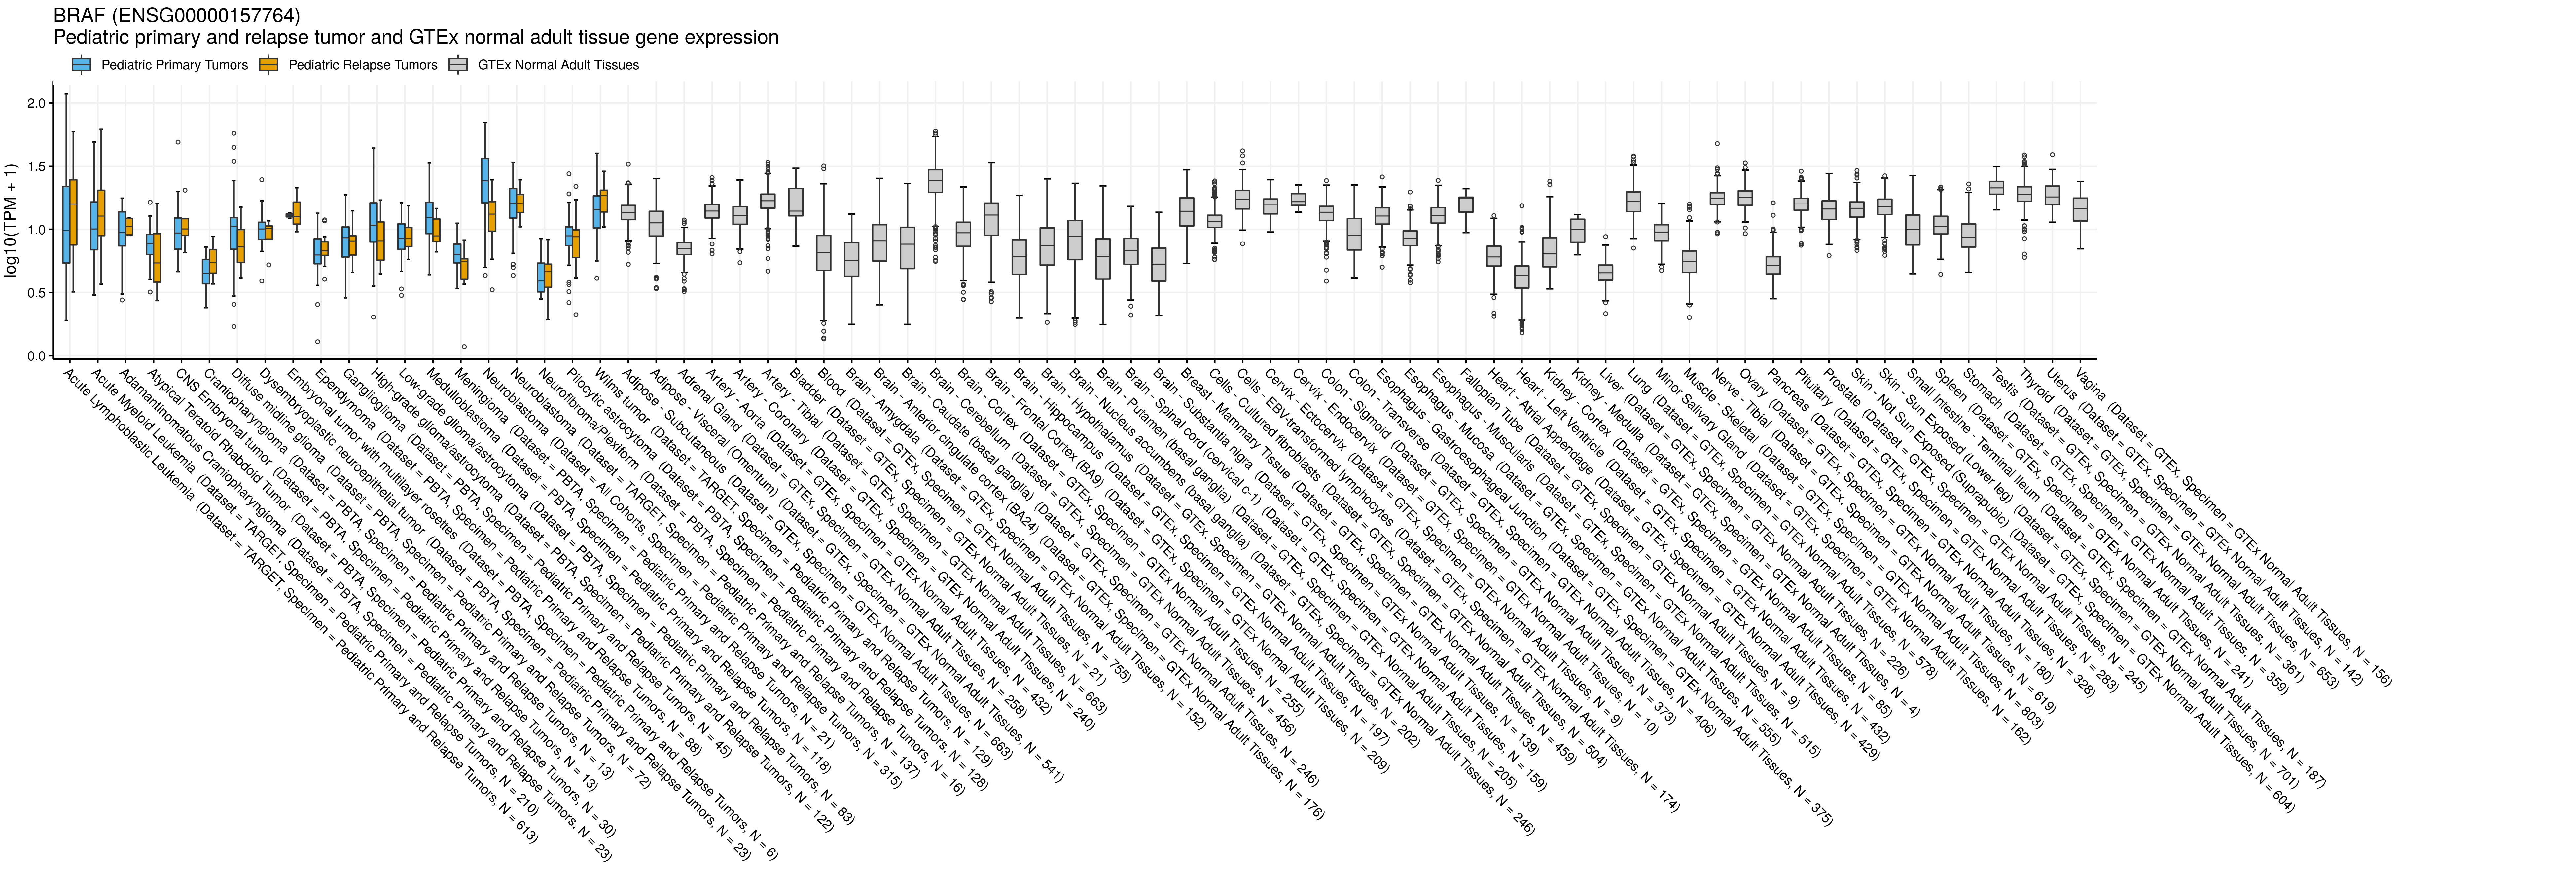 BRAF (ENSG00000157764)
Pediatric primary and relapse tumor and GTEx normal adult tissue gene expression
Pediatric Primary Tumors
Pediatric Relapse Tumors
GTEx Normal Adult Tissues
log10(TPM + 1)
2.0
1.5
1.0
0.5
0.0
Acute Lymphoblastic Leukemia (Dataset = TARGET, Specimen = Pediatric Primary and Relapse Tumors, N = 613)
Acute Myeloid Leukemia (Dataset = TARGET, Specimen = Pediatric Primary and Relapse Tumors, N = 210)
Adamantinomatous Craniopharyngioma (Dataset = PBTA, Specimen = Pediatric Primary and Relapse Tumors, N = 23)
Atypical Teratoid Rhabdoid Tumor (Dataset = PBTA, Specimen = Pediatric Primary and Relapse Tumors, N = 30)
CNS Embryonal tumor (Dataset = PBTA, Specimen = Pediatric Primary and Relapse Tumors, N = 13)
Craniopharyngioma (Dataset = PBTA, Specimen = Pediatric Primary and Relapse Tumors, N = 13)
Diffuse midline glioma (Dataset = PBTA, Specimen = Pediatric Primary and Relapse Tumors, N = 72)
Dysembryoplastic neuroepithelial tumor (Dataset = PBTA, Specimen = Pediatric Primary and Relapse Tumors, N = 23)
Embryonal tumor with multilayer rosettes (Dataset = PBTA, Specimen = Pediatric Primary and Relapse Tumors, N = 6)
Ependymoma (Dataset = PBTA, Specimen = Pediatric Primary and Relapse Tumors, N = 88)
Ganglioglioma (Dataset = PBTA, Specimen = Pediatric Primary and Relapse Tumors, N = 45)
High-grade glioma/astrocytoma (Dataset = PBTA, Specimen = Pediatric Primary and Relapse Tumors, N = 122)
Low-grade glioma/astrocytoma (Dataset = PBTA, Specimen = Pediatric Primary and Relapse Tumors, N = 83)
Medulloblastoma (Dataset = PBTA, Specimen = Pediatric Primary and Relapse Tumors, N = 118)
Meningioma (Dataset = PBTA, Specimen = Pediatric Primary and Relapse Tumors, N = 21)
Neuroblastoma (Dataset = All Cohorts, Specimen = Pediatric Primary and Relapse Tumors, N = 315)
Neuroblastoma (Dataset = TARGET, Specimen = Pediatric Primary and Relapse Tumors, N = 137)
Neurofibroma/Plexiform (Dataset = PBTA, Specimen = Pediatric Primary and Relapse Tumors, N = 16)
Pilocytic astrocytoma (Dataset = PBTA, Specimen = Pediatric Primary and Relapse Tumors, N = 128)
Wilms tumor (Dataset = TARGET, Specimen = Pediatric Primary and Relapse Tumors, N = 129)
Adipose - Subcutaneous (Dataset = GTEx, Specimen = GTEx Normal Adult Tissues, N = 663)
Adipose - Visceral (Omentum) (Dataset = GTEx, Specimen = GTEx Normal Adult Tissues, N = 541)
Adrenal Gland (Dataset = GTEx, Specimen = GTEx Normal Adult Tissues, N = 258)
Artery - Aorta (Dataset = GTEx, Specimen = GTEx Normal Adult Tissues, N = 432)
Artery - Coronary (Dataset = GTEx, Specimen = GTEx Normal Adult Tissues, N = 240)
Artery - Tibial (Dataset = GTEx, Specimen = GTEx Normal Adult Tissues, N = 663)
Bladder (Dataset = GTEx, Specimen = GTEx Normal Adult Tissues, N = 21)
Blood (Dataset = GTEx, Specimen = GTEx Normal Adult Tissues, N = 755)
Brain - Amygdala (Dataset = GTEx, Specimen = GTEx Normal Adult Tissues, N = 152)
Brain - Anterior cingulate cortex (BA24) (Dataset = GTEx, Specimen = GTEx Normal Adult Tissues, N = 176)
Brain - Caudate (basal ganglia) (Dataset = GTEx, Specimen = GTEx Normal Adult Tissues, N = 246)
Brain - Cerebellum (Dataset = GTEx, Specimen = GTEx Normal Adult Tissues, N = 456)
Brain - Cortex (Dataset = GTEx, Specimen = GTEx Normal Adult Tissues, N = 255)
Brain - Frontal Cortex (BA9) (Dataset = GTEx, Specimen = GTEx Normal Adult Tissues, N = 209)
Brain - Hippocampus (Dataset = GTEx, Specimen = GTEx Normal Adult Tissues, N = 197)
Brain - Hypothalamus (Dataset = GTEx, Specimen = GTEx Normal Adult Tissues, N = 202)
Brain - Nucleus accumbens (basal ganglia) (Dataset = GTEx, Specimen = GTEx Normal Adult Tissues, N = 246)
Brain - Putamen (basal ganglia) (Dataset = GTEx, Specimen = GTEx Normal Adult Tissues, N = 205)
Brain - Spinal cord (cervical c-1) (Dataset = GTEx, Specimen = GTEx Normal Adult Tissues, N = 159)
Brain - Substantia nigra (Dataset = GTEx, Specimen = GTEx Normal Adult Tissues, N = 139)
Breast - Mammary Tissue (Dataset = GTEx, Specimen = GTEx Normal Adult Tissues, N = 459)
Cells - Cultured fibroblasts (Dataset = GTEx, Specimen = GTEx Normal Adult Tissues, N = 504)
Cells - EBV-transformed lymphocytes (Dataset = GTEx, Specimen = GTEx Normal Adult Tissues, N = 174)
Cervix - Ectocervix (Dataset = GTEx, Specimen = GTEx Normal Adult Tissues, N = 9)
Cervix - Endocervix (Dataset = GTEx, Specimen = GTEx Normal Adult Tissues, N = 10)
Colon - Sigmoid (Dataset = GTEx, Specimen = GTEx Normal Adult Tissues, N = 373)
Colon - Transverse (Dataset = GTEx, Specimen = GTEx Normal Adult Tissues, N = 406)
Esophagus - Gastroesophageal Junction (Dataset = GTEx, Specimen = GTEx Normal Adult Tissues, N = 375)
Esophagus - Mucosa (Dataset = GTEx, Specimen = GTEx Normal Adult Tissues, N = 555)
Esophagus - Muscularis (Dataset = GTEx, Specimen = GTEx Normal Adult Tissues, N = 515)
Fallopian Tube (Dataset = GTEx, Specimen = GTEx Normal Adult Tissues, N = 9)
Heart - Atrial Appendage (Dataset = GTEx, Specimen = GTEx Normal Adult Tissues, N = 429)
Heart - Left Ventricle (Dataset = GTEx, Specimen = GTEx Normal Adult Tissues, N = 432)
Kidney - Cortex (Dataset = GTEx, Specimen = GTEx Normal Adult Tissues, N = 85)
Kidney - Medulla (Dataset = GTEx, Specimen = GTEx Normal Adult Tissues, N = 4)
Liver (Dataset = GTEx, Specimen = GTEx Normal Adult Tissues, N = 226)
Lung (Dataset = GTEx, Specimen = GTEx Normal Adult Tissues, N = 578)
Minor Salivary Gland (Dataset = GTEx, Specimen = GTEx Normal Adult Tissues, N = 162)
Muscle - Skeletal (Dataset = GTEx, Specimen = GTEx Normal Adult Tissues, N = 803)
Nerve - Tibial (Dataset = GTEx, Specimen = GTEx Normal Adult Tissues, N = 619)
Ovary (Dataset = GTEx, Specimen = GTEx Normal Adult Tissues, N = 180)
Pancreas (Dataset = GTEx, Specimen = GTEx Normal Adult Tissues, N = 328)
Pituitary (Dataset = GTEx, Specimen = GTEx Normal Adult Tissues, N = 283)
Prostate (Dataset = GTEx, Specimen = GTEx Normal Adult Tissues, N = 245)
Skin - Not Sun Exposed (Suprapubic) (Dataset = GTEx, Specimen = GTEx Normal Adult Tissues, N = 604)
Skin - Sun Exposed (Lower leg) (Dataset = GTEx, Specimen = GTEx Normal Adult Tissues, N = 701)
Small Intestine - Terminal Ileum (Dataset = GTEx, Specimen = GTEx Normal Adult Tissues, N = 187)
Spleen (Dataset = GTEx, Specimen = GTEx Normal Adult Tissues, N = 241)
Stomach (Dataset = GTEx, Specimen = GTEx Normal Adult Tissues, N = 359)
Testis (Dataset = GTEx, Specimen = GTEx Normal Adult Tissues, N = 361)
Thyroid (Dataset = GTEx, Specimen = GTEx Normal Adult Tissues, N = 653)
Uterus (Dataset = GTEx, Specimen = GTEx Normal Adult Tissues, N = 142)
Vagina (Dataset = GTEx, Specimen = GTEx Normal Adult Tissues, N = 156)